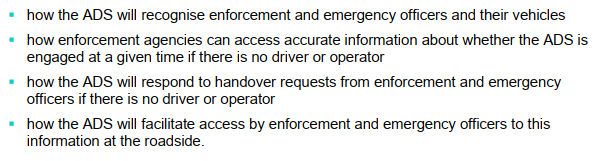 ▪ how the ADS will recognise enforcement and emergency officers and their vehicles
▪ how enforcement agencies can access accurate information about whether the ADS is
engaged at a given time if there is no driver or operator
▪ how the ADS will respond to handover requests from enforcement and emergency
officers if there is no driver or operator
▪ how the ADS will facilitate access by enforcement and emergency officers to this
information at the roadside.